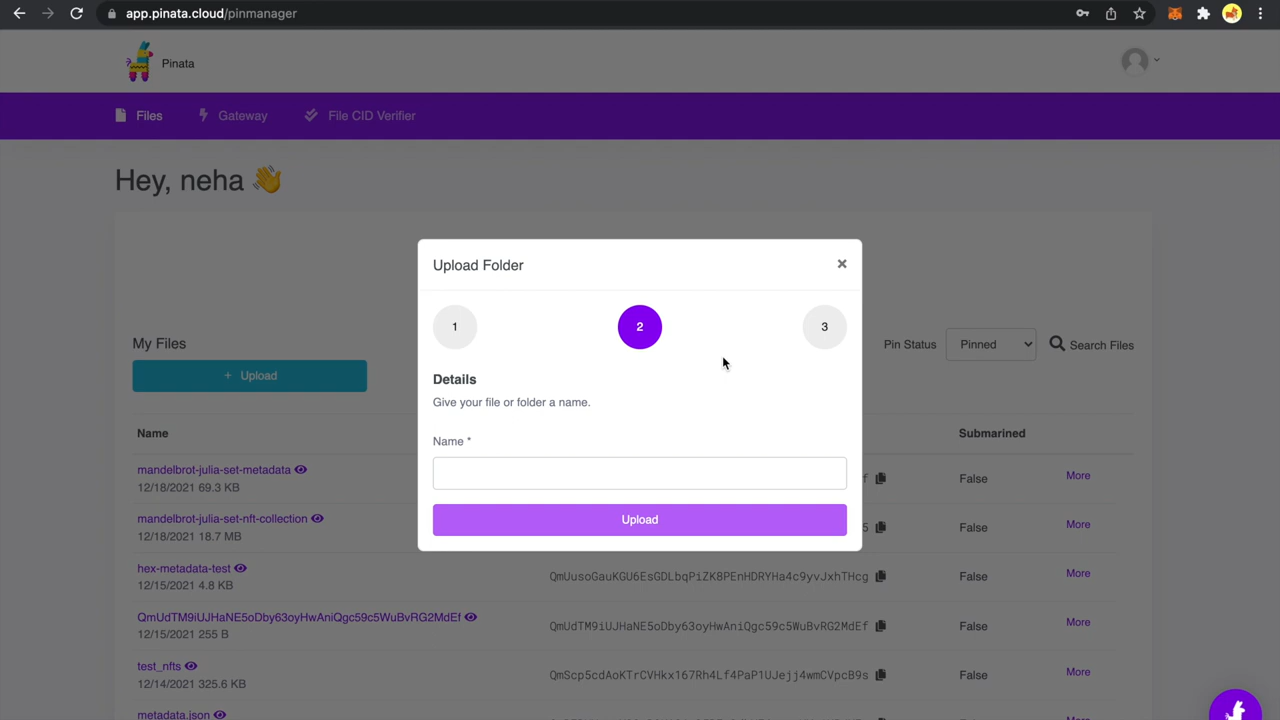 app.pinata.cloud/pinmanager
Pinata
Files
Gateway
File CID Verifier
Hey, neha 👋
Upload Folder
×
1
2
3
Details
Give your file or folder a name.
Name *
Upload
My Files
+ Upload
Pin Status
Pinned
Search Files
Name
Submarined
mandelbrot-julia-set-metadata
12/18/2021 69.3 KB
f
False
More
mandelbrot-julia-set-nft-collection
12/18/2021 18.7 MB
5
False
More
hex-metadata-test
12/15/2021 4.8 KB
QmUusoGauKGU6EsGDLbqPiZK8PEnHDRYHa4c9yvJxhTHcg
False
More
QmUdTM9iUJHaNE5oDby63oyHwAniQgc59c5WuBvRG2MdEf
12/15/2021 255 B
QmUdTM9iUJHaNE5oDby63oyHwAniQgc59c5WuBvRG2MdEf
False
More
test_nfts
12/14/2021 325.6 KB
QmScp5cdAoKTrCVHkx167Rh4Lf4PaP1UJejj4wmCVpcB9s
False
More
metadata.json